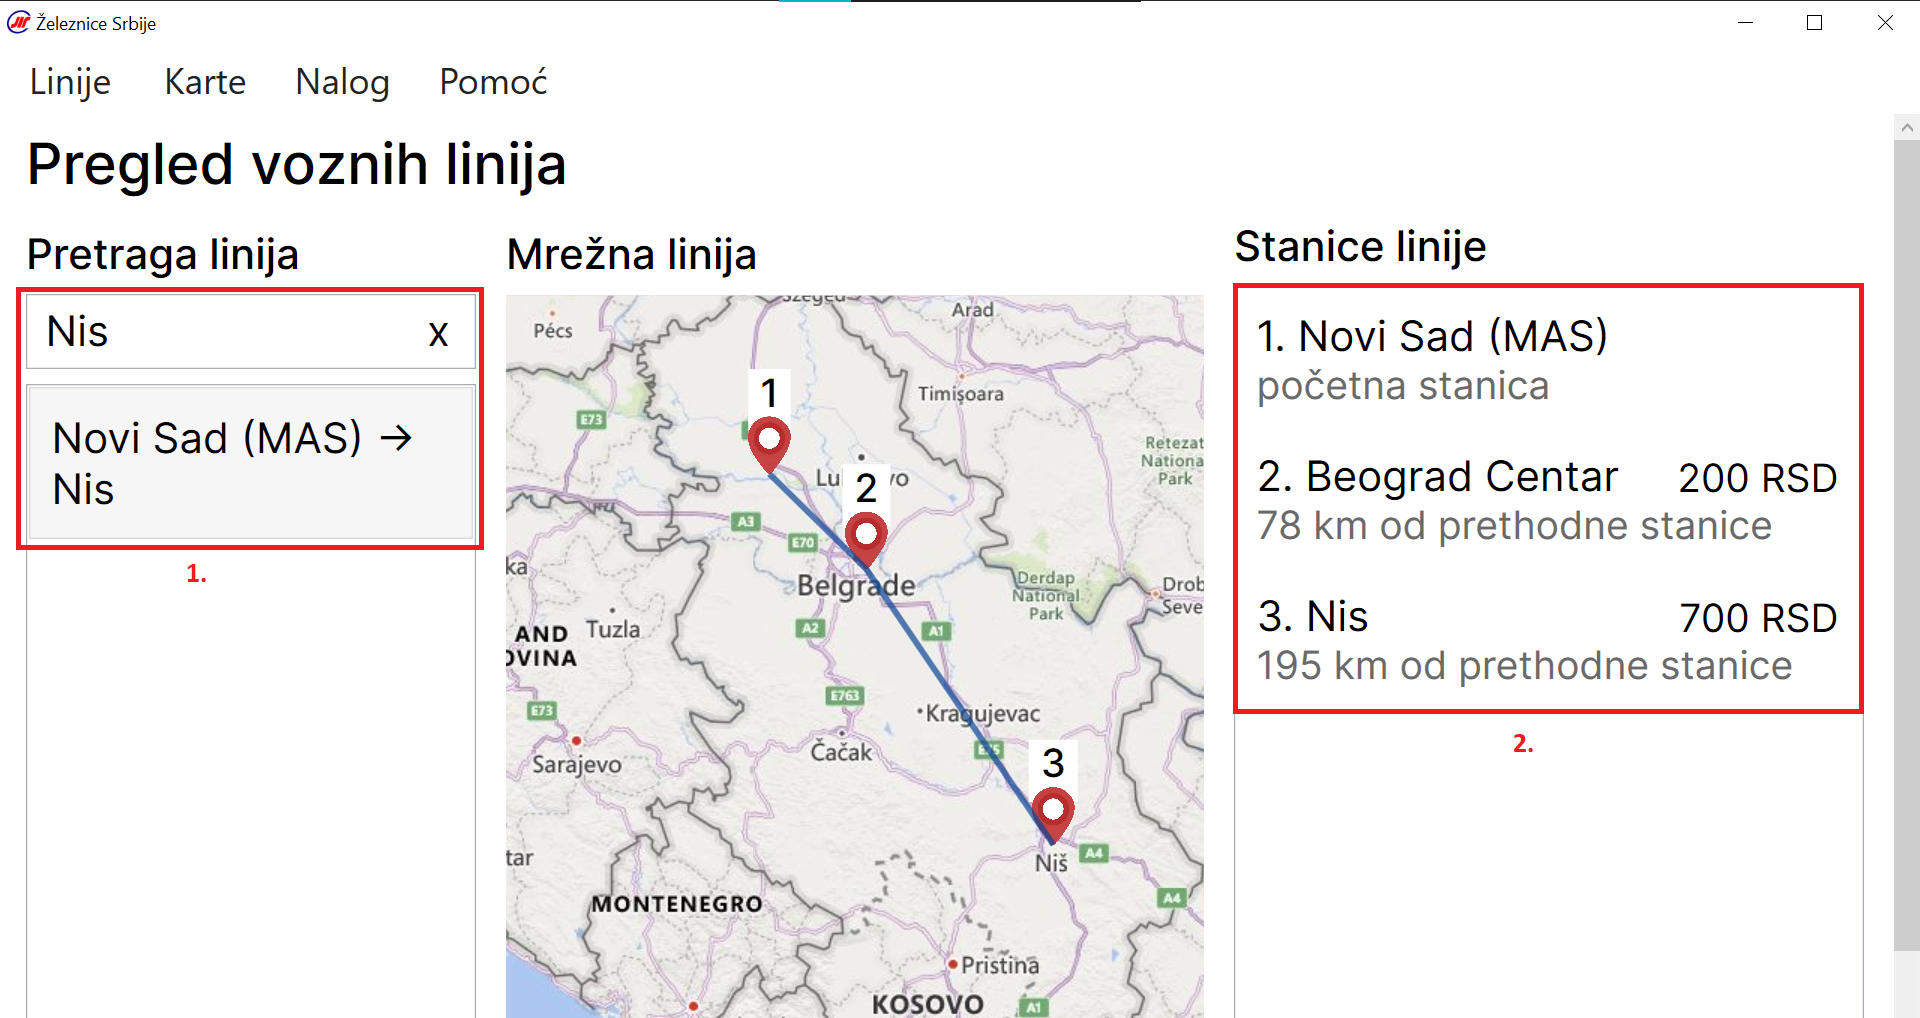 Železnice Srbije
Linije Karte Nalog Pomoć
Pregled voznih linija
Pretraga linija
Nis x
Novi Sad (MAS) →
Nis
1.
Mrežna linija
Pécs
Arad
Timișoara
E73
1
Retezat
Nationa
Park
2
A3
E70
Belgrade
Derdap
National
Park
Drob
Seve
ka
AND
OVINA
Tuzla
A2
A1
E763
E73
Kragujevac
Čačak
Sarajevo
3
Niš
A4
tar
MONTENEGRO
A4
Pristina
KOSOVO
A1
Stanice linije
1. Novi Sad (MAS)
početna stanica
2. Beograd Centar 200 RSD
78 km od prethodne stanice
3. Nis 700 RSD
195 km od prethodne stanice
2.